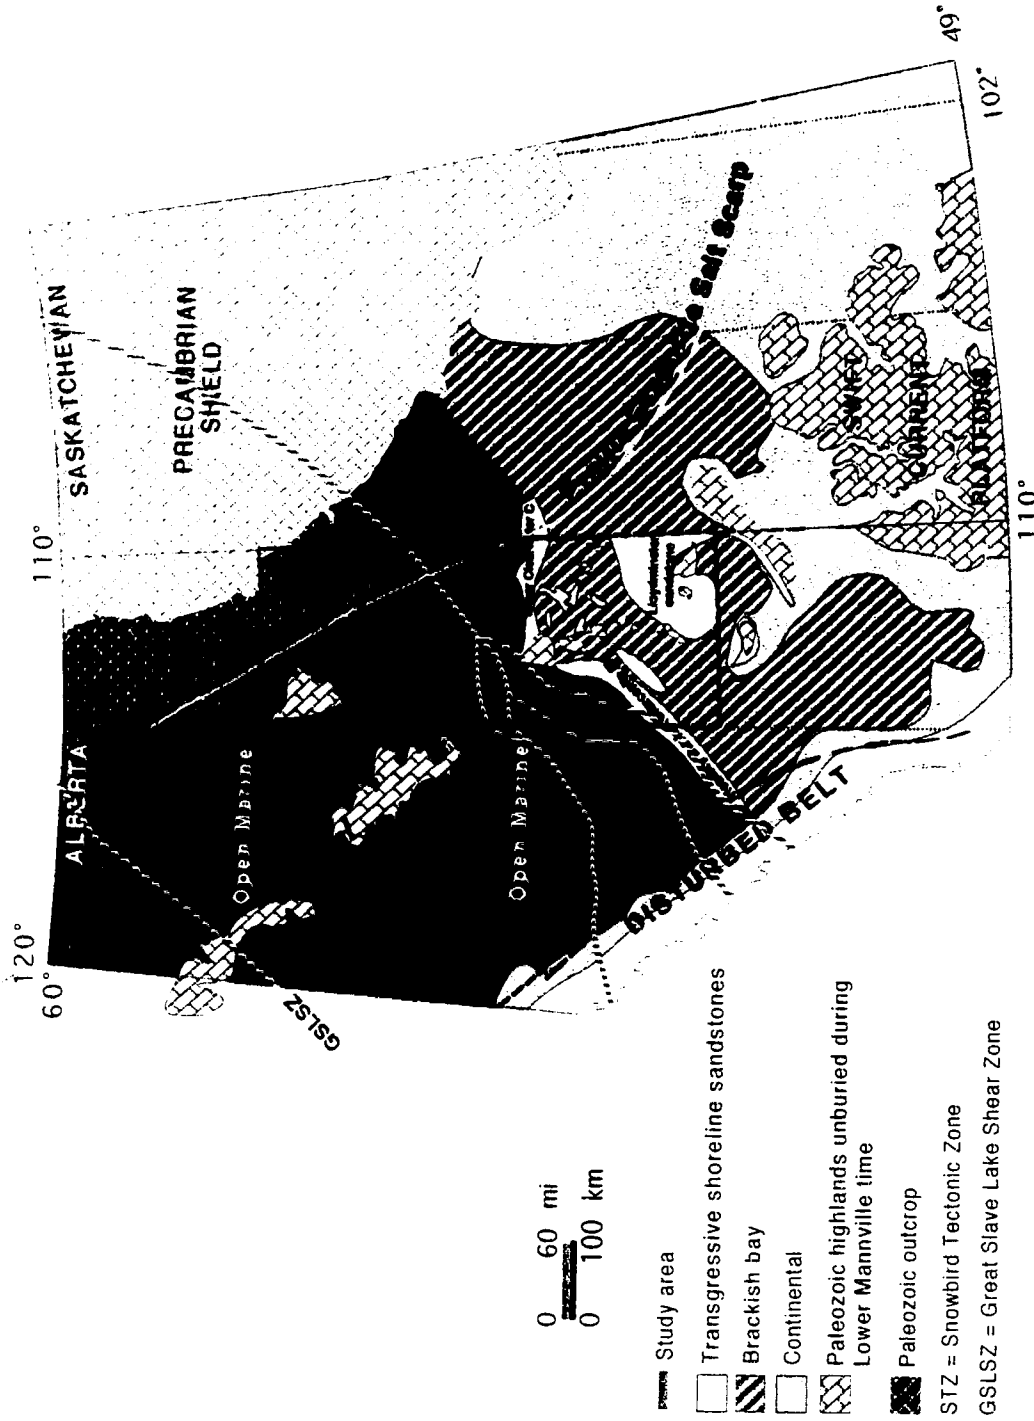 120°
60°
110°
ALBERTA
SASKATCHEWAN
PRECAMBRIAN
SHIELD
Open Marine
Open Marine
GSLSZ
DISTURBED BELT
Salt Scarp
Lloydminster
SWIFT
CURRENT
PLATFORM
110°
102°
49°
0 60 mi
0 100 km
Study area
Transgressive shoreline sandstones
Brackish bay
Continental
Paleozoic highlands unburied during
Lower Mannville time
Paleozoic outcrop
STZ = Snowbird Tectonic Zone
GSLSZ = Great Slave Lake Shear Zone